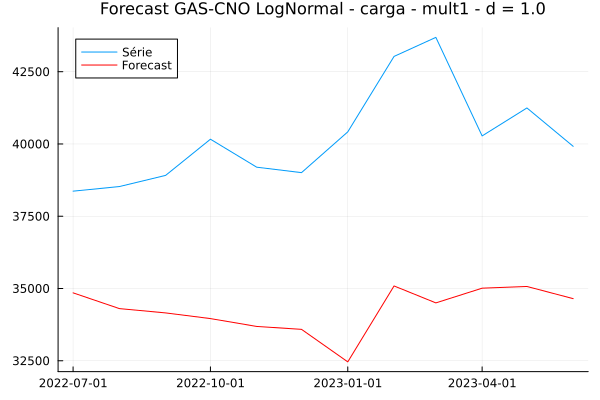 Forecast GAS-CNO LogNormal - carga - mult1 - d = 1.0
Série
Forecast
42500
40000
37500
35000
32500
2022-07-01 2022-10-01 2023-01-01 2023-04-01